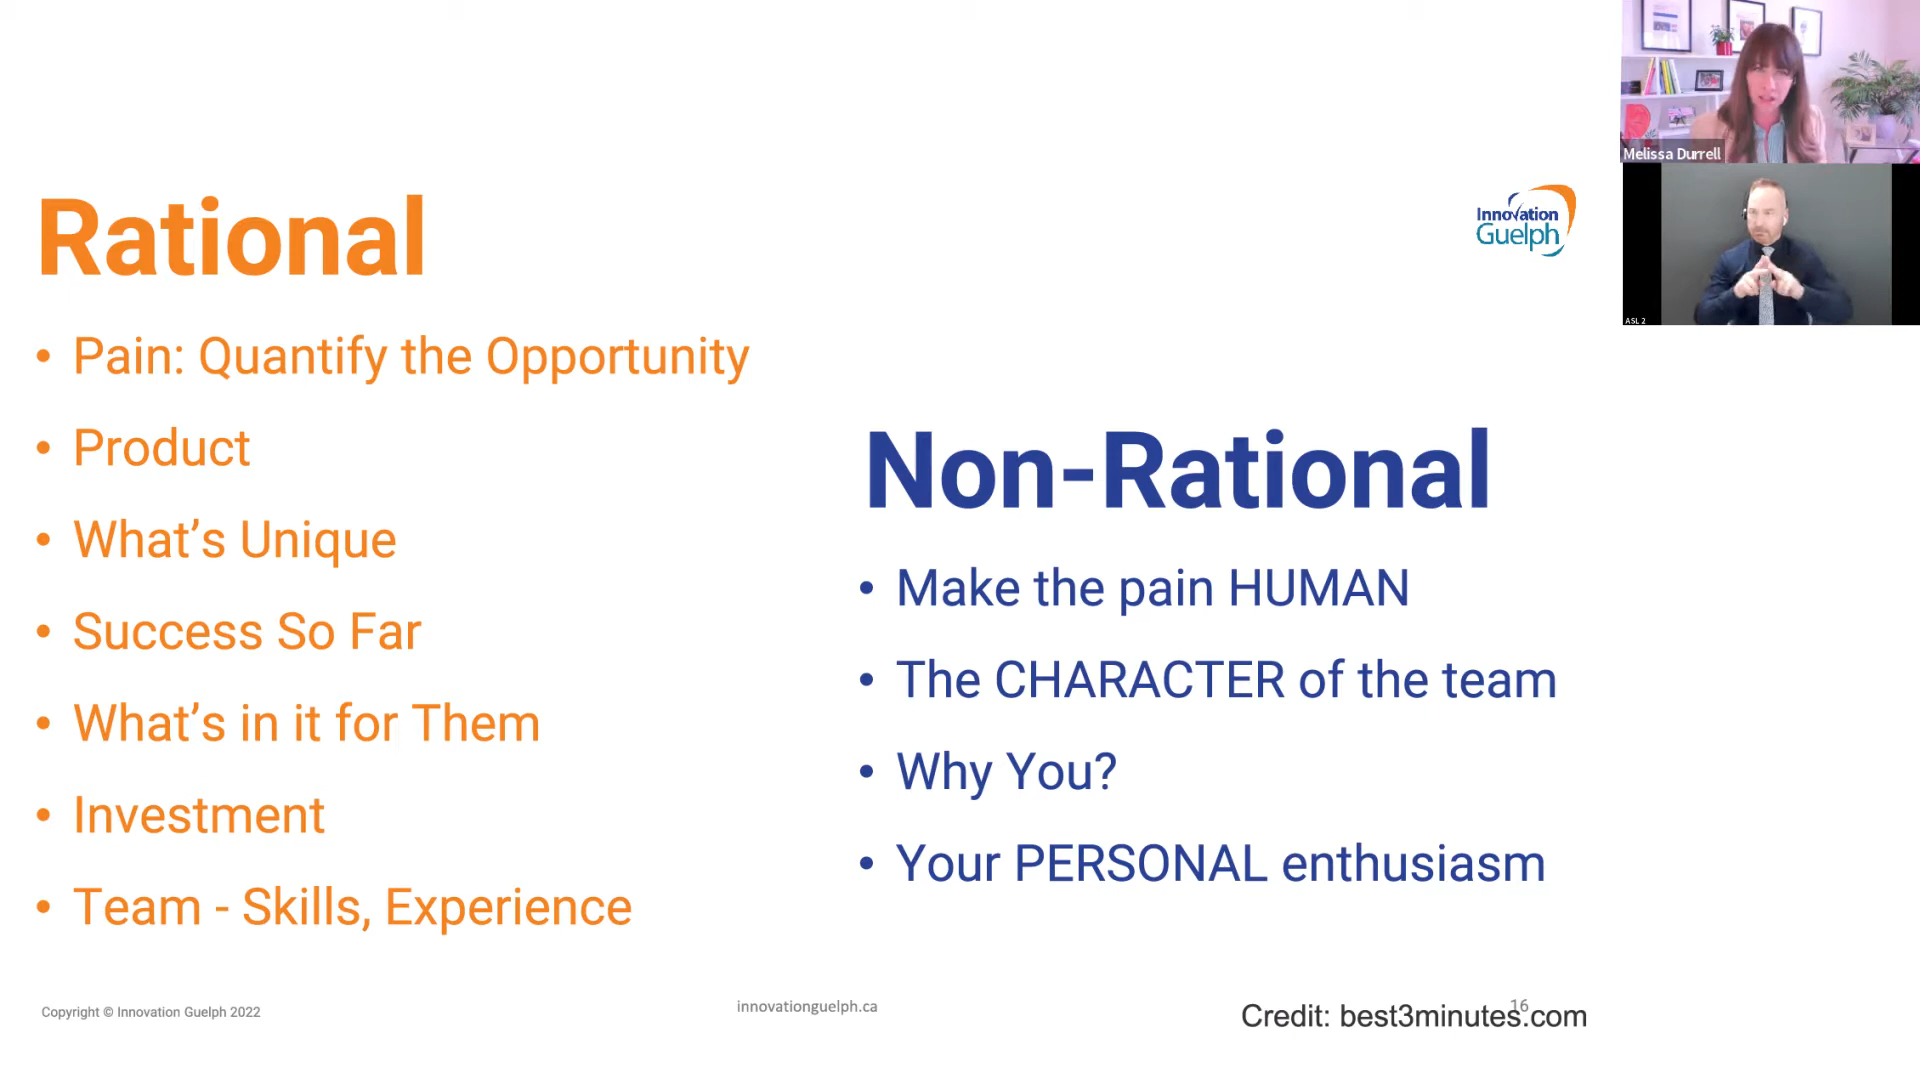 Rational
• Pain: Quantify the Opportunity
• Product
• What’s Unique
• Success So Far
• What’s in it for Them
• Investment
• Team - Skills, Experience
Non-Rational
• Make the pain HUMAN
• The CHARACTER of the team
• Why You?
• Your PERSONAL enthusiasm
Innovation
Guelph
Melissa Durrell
ASL 2
Copyright © Innovation Guelph 2022
innovationguelph.ca
16
Credit: best3minutes.com